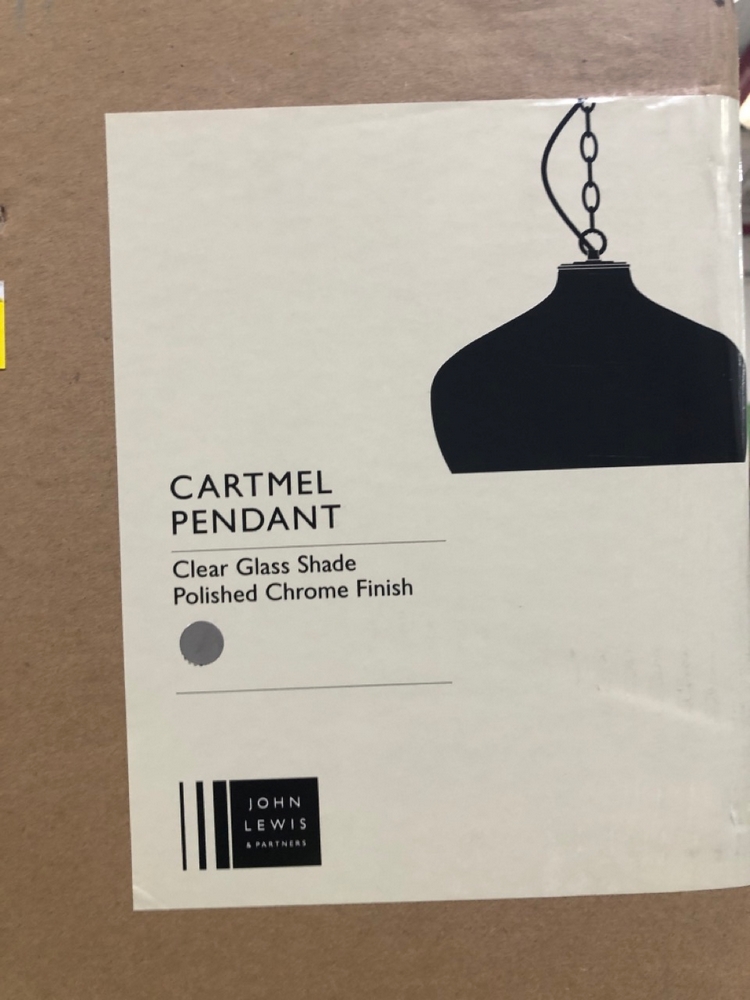 CARTMEL
PENDANT
Clear Glass Shade
Polished Chrome Finish
JOHN
LEWIS
& PARTNERS